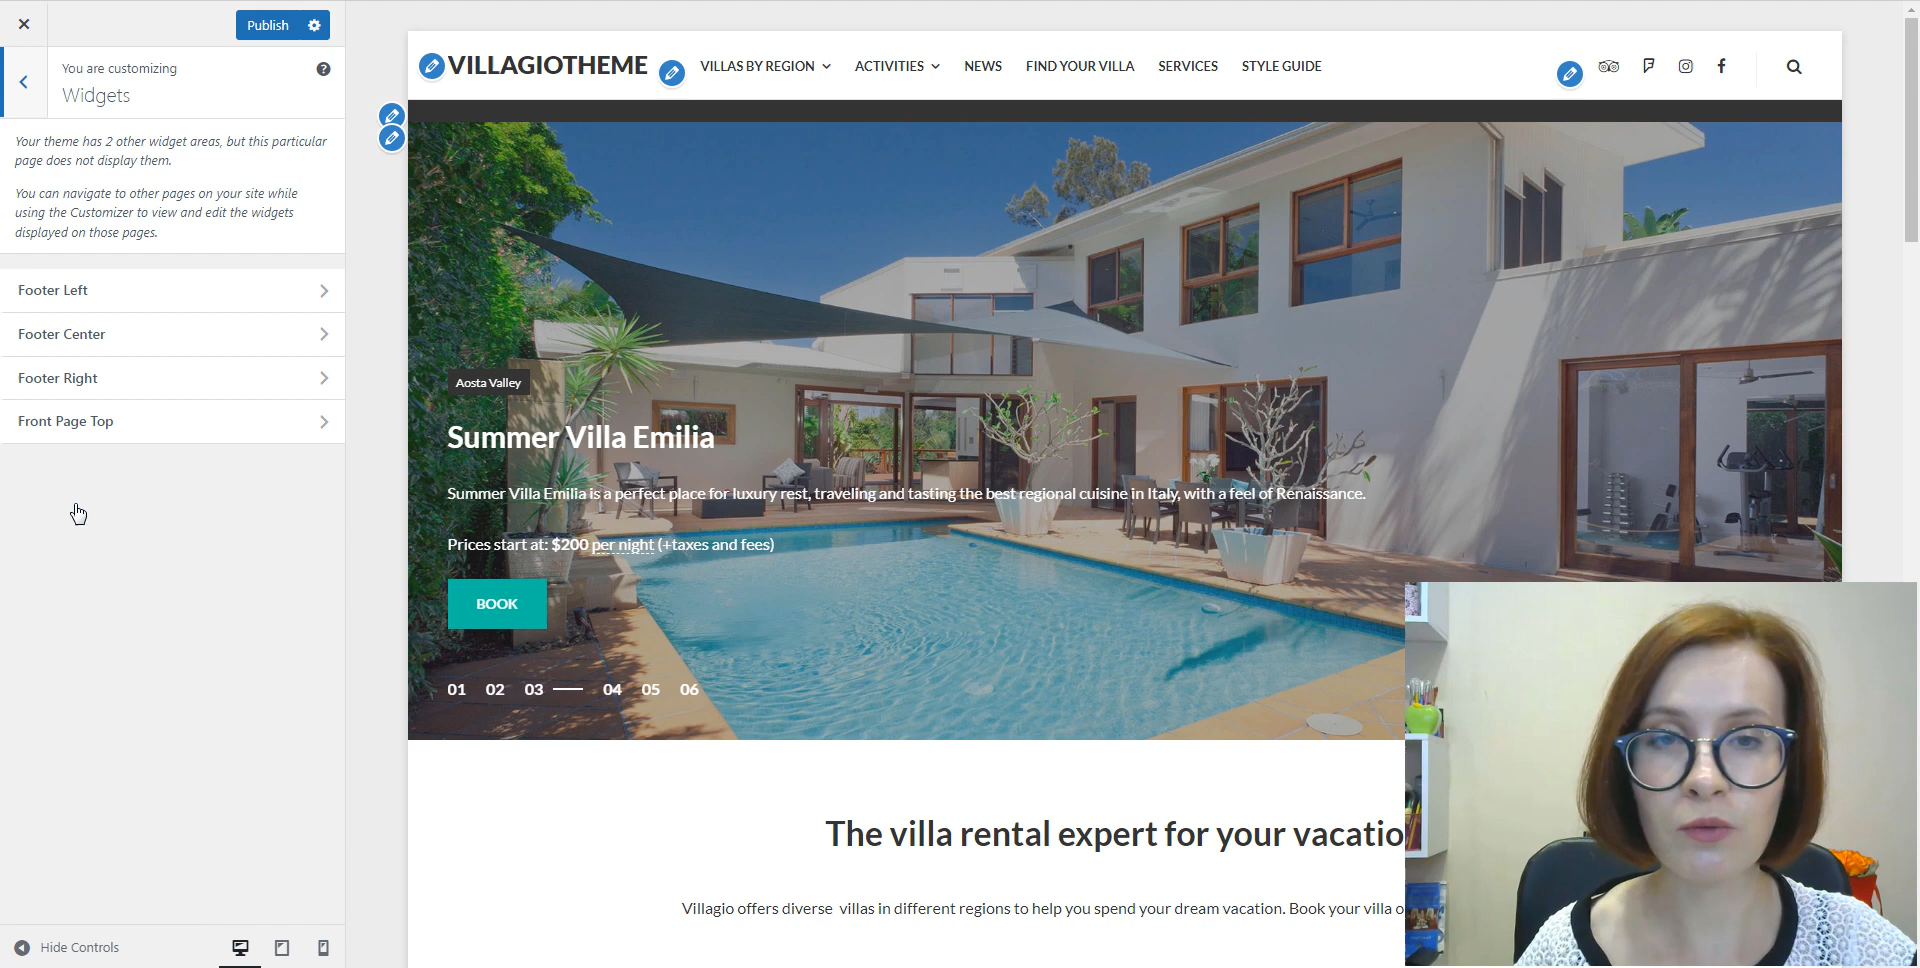 Publish
You are customizing
Widgets
Your theme has 2 other widget areas, but this particular
page does not display them.
You can navigate to other pages on your site while
using the Customizer to view and edit the widgets
displayed on those pages.
Footer Left
Footer Center
Footer Right
Front Page Top
Hide Controls
VILLAGIOTHEME
VILLAS BY REGION ACTIVITIES NEWS FIND YOUR VILLA SERVICES STYLE GUIDE
Aosta Valley
Summer Villa Emilia
Summer Villa Emilia is a perfect place for luxury rest, traveling and tasting the best regional cuisine in Italy, with a feel of Renaissance.
Prices start at: $200 per night (+taxes and fees)
BOOK
01 02 03 04 05 06
The villa rental expert for your vacatio
Villagio offers diverse villas in different regions to help you spend your dream vacation. Book your villa o